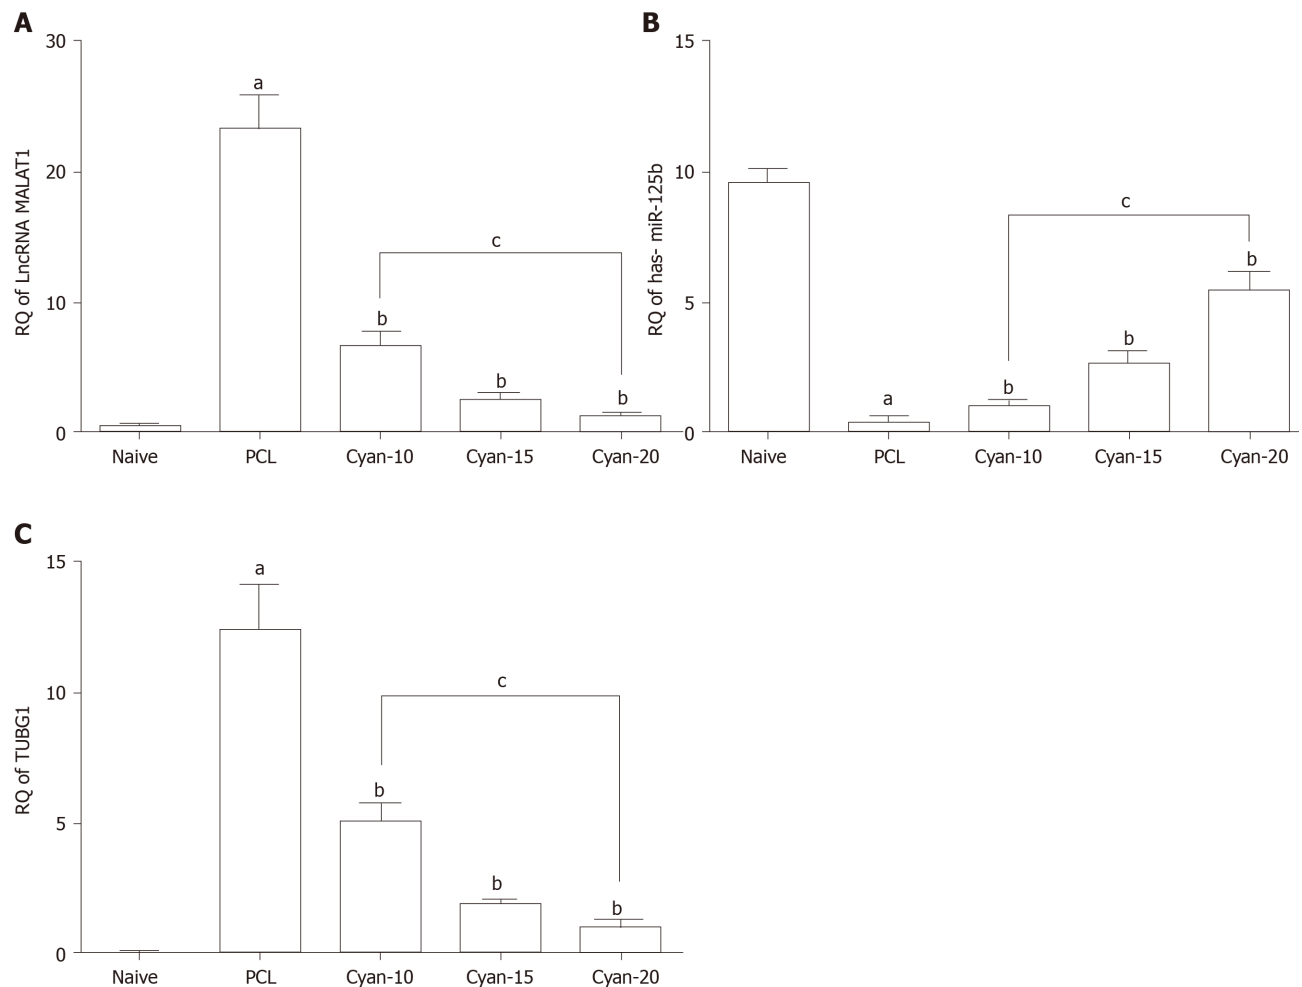 A
RQ of LncRNA MALAT1
30
20
10
0
a
b
b
b
c
Naive PCL Cyan-10 Cyan-15 Cyan-20
B
RQ of has- miR-125b
15
10
5
0
a
b
b
b
c
Naive PCL Cyan-10 Cyan-15 Cyan-20
C
RQ of TUBG1
15
10
5
0
a
b
b
b
c
Naive PCL Cyan-10 Cyan-15 Cyan-20